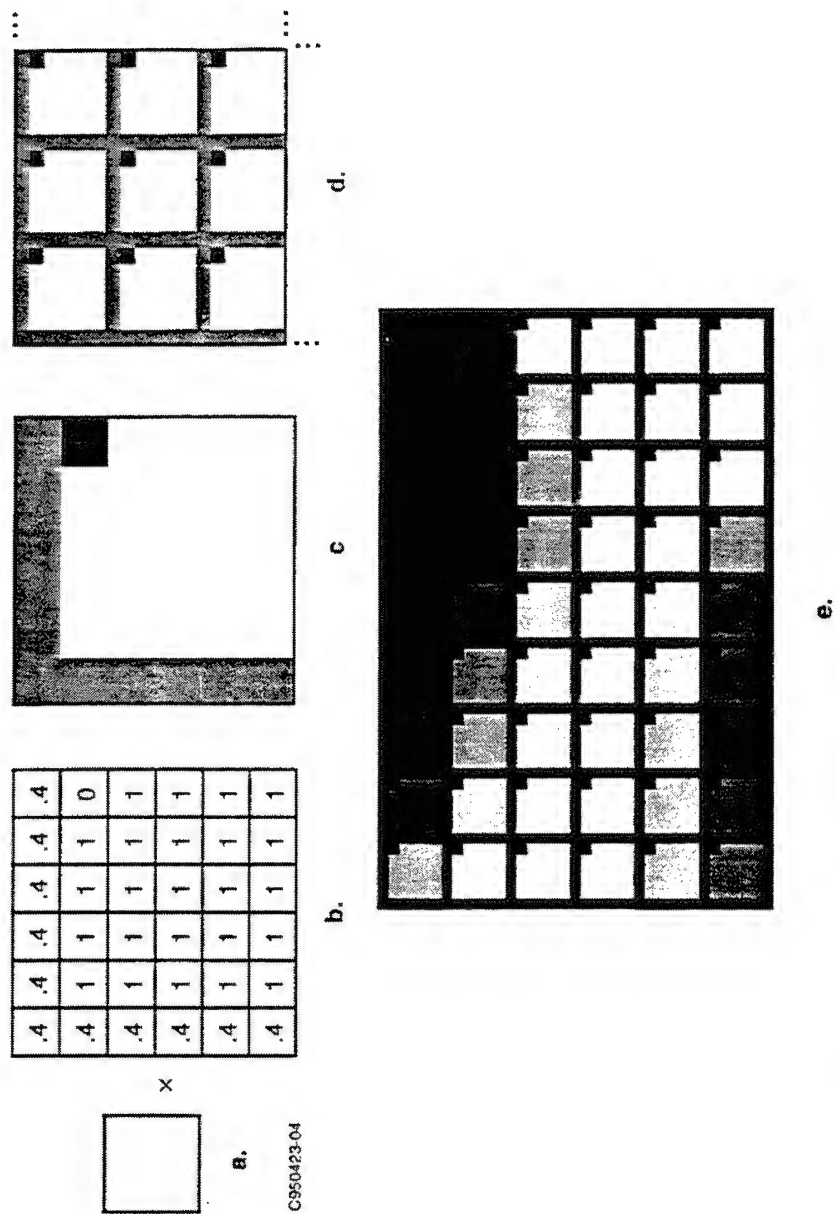 .4 .4 .4 .4 .4 .4
.4 1 1 1 1 0
.4 1 1 1 1 1
×
.4 1 1 1 1 1
.4 1 1 1 1 1
.4 1 1 1 1 1
a.
b.
c
d.
C950423-04
e.